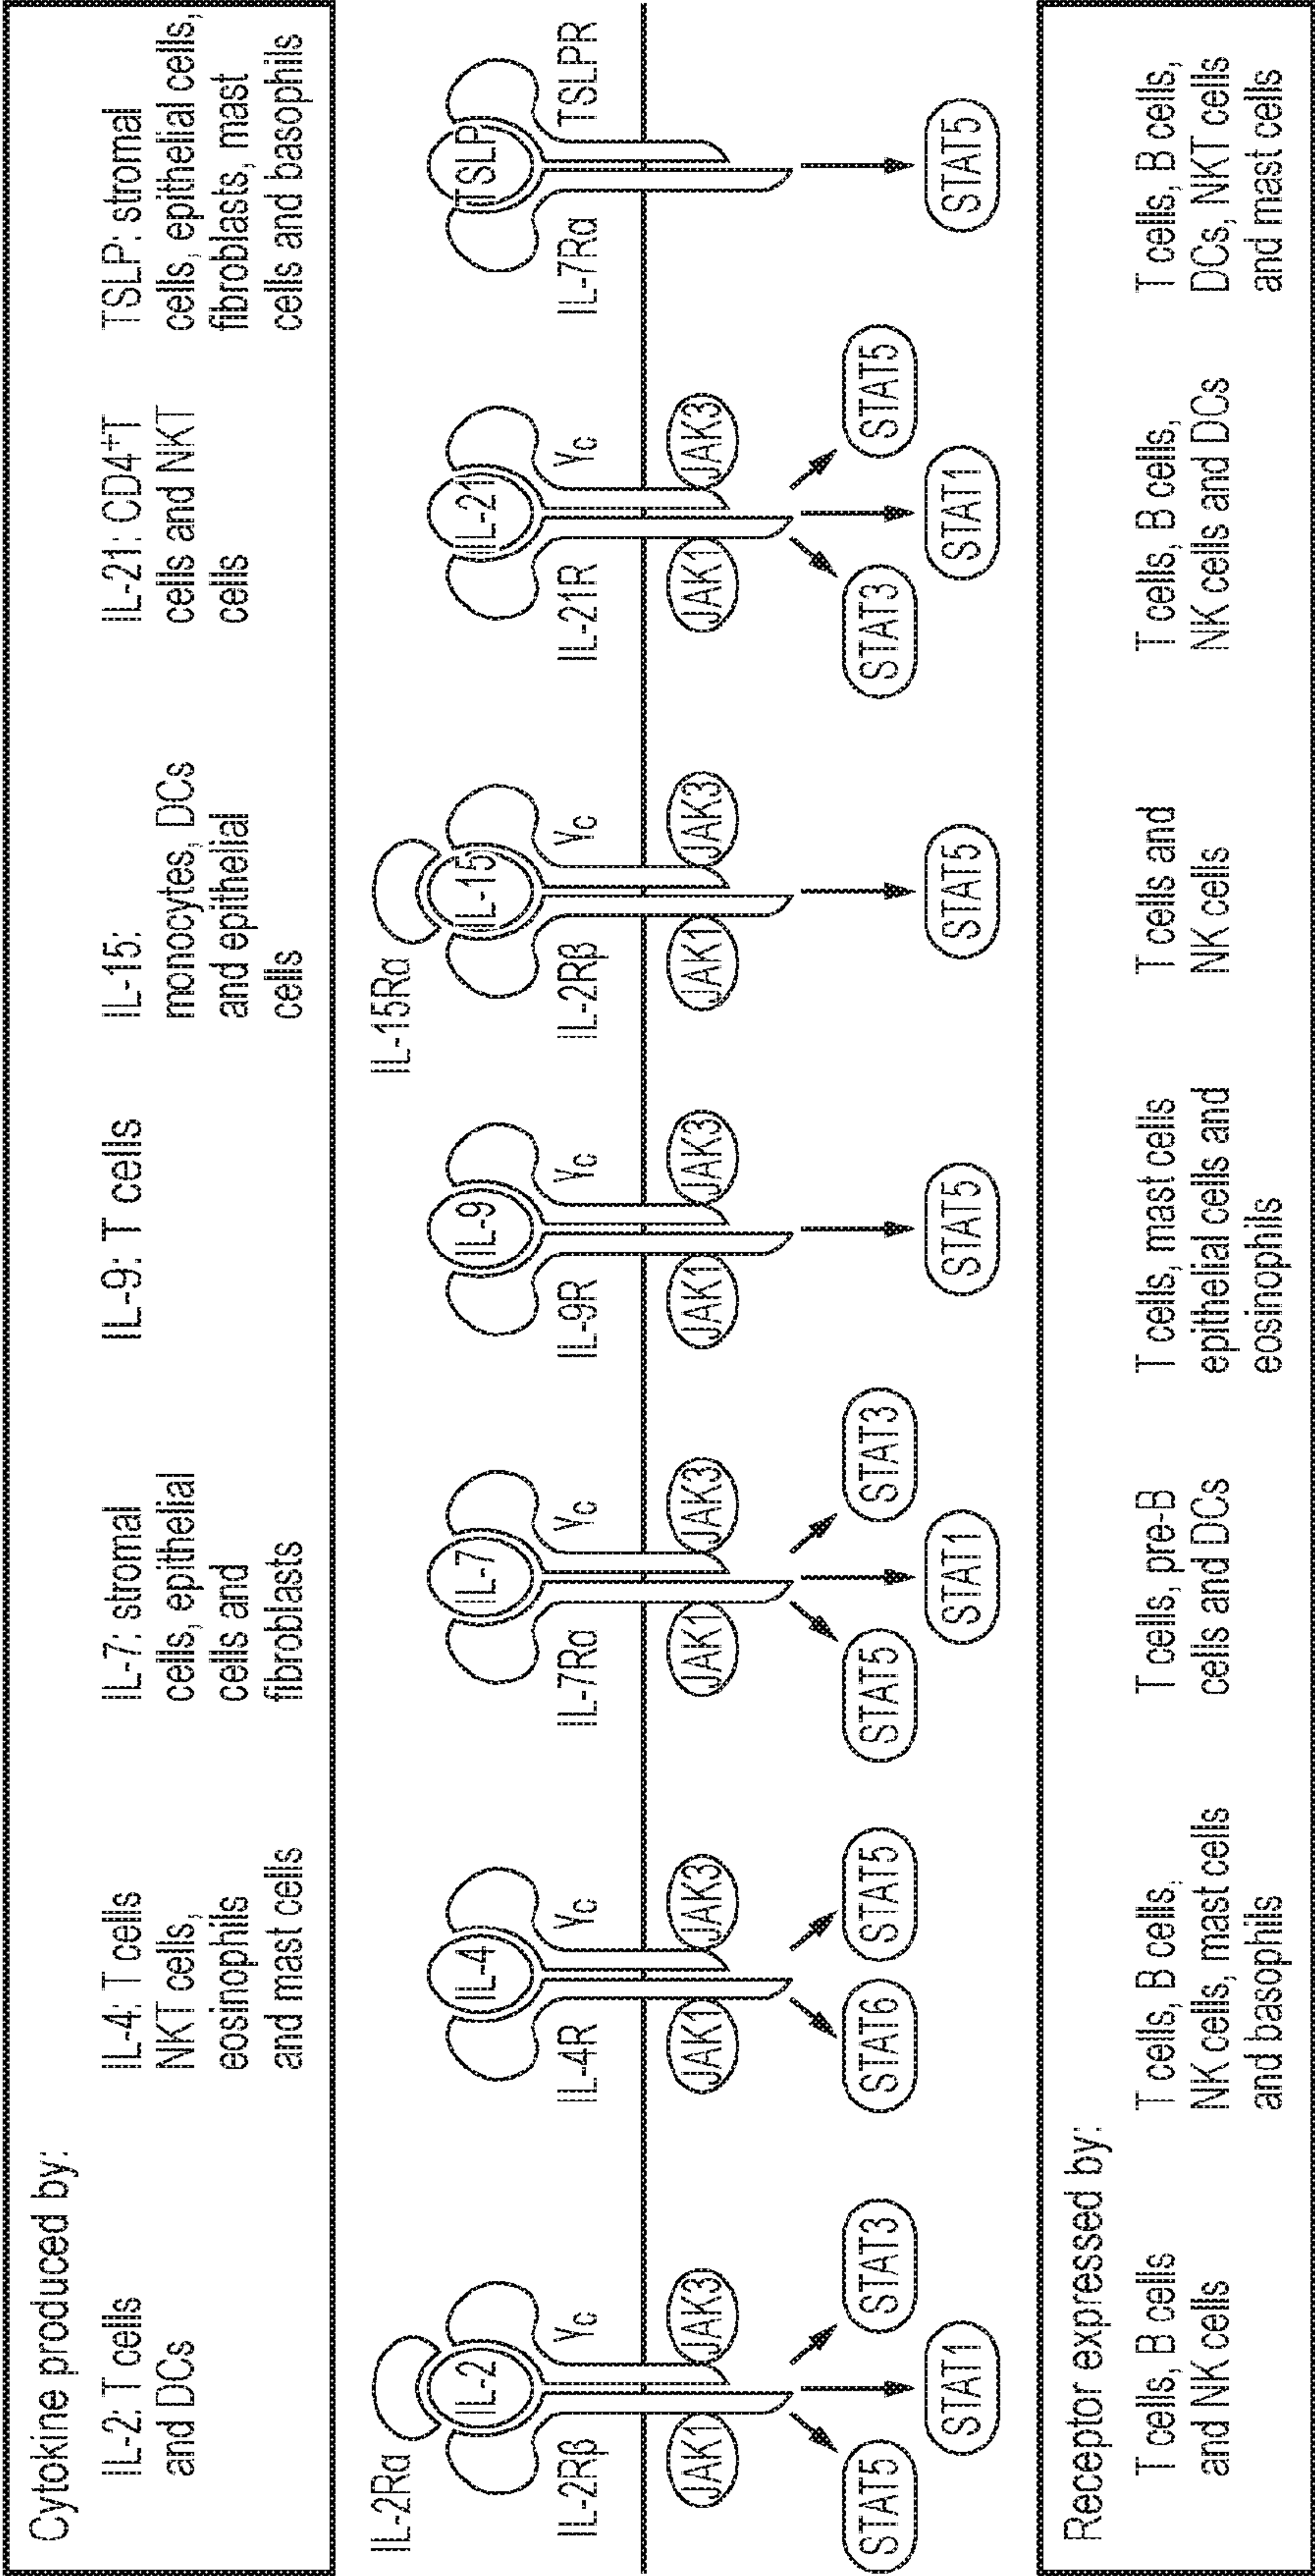 Cytokine produced by:
IL-2: T cells
and DCs
IL-4: T cells
NKT cells,
eosinophils
and mast cells
IL-7: stromal
cells, epithelial
cells and
fibroblasts
IL-9: T cells
IL-15:
monocytes, DCs
and epithelial
cells
IL-21: CD4+T
cells and NKT
cells
TSLP: stromal
cells, epithelial cells,
fibroblasts, mast
cells and basophils
IL-2Rα
IL-2
IL-2Rβ
γc
JAK1
JAK3
STAT5
STAT1
STAT3
IL-4
IL-4R
γc
JAK1
JAK3
STAT6
STAT5
IL-7
IL-7Rα
γc
JAK1
JAK3
STAT5
STAT1
STAT3
IL-9
IL-9R
γc
JAK1
JAK3
STAT5
IL-15Rα
IL-15
IL-2Rβ
γc
JAK1
JAK3
STAT5
IL-21
IL-21R
γc
JAK1
JAK3
STAT3
STAT1
STAT5
TSLP
IL-7Rα
TSLPR
STAT5
Receptor expressed by:
T cells, B cells
and NK cells
T cells, B cells,
NK cells, mast cells
and basophils
T cells, pre-B
cells and DCs
T cells, mast cells
epithelial cells and
eosinophils
T cells and
NK cells
T cells, B cells,
NK cells and DCs
T cells, B cells,
DCs, NKT cells
and mast cells